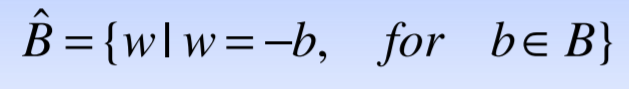 B̂ = {w | w = −b, for b ∈ B}